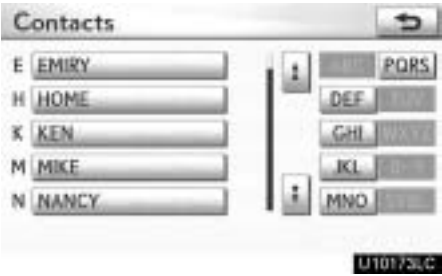 Contacts
E EMIRY PQRS
H HOME DEF
K KEN GHI
M MIKE JKL
N NANCY MNO
U10173LC